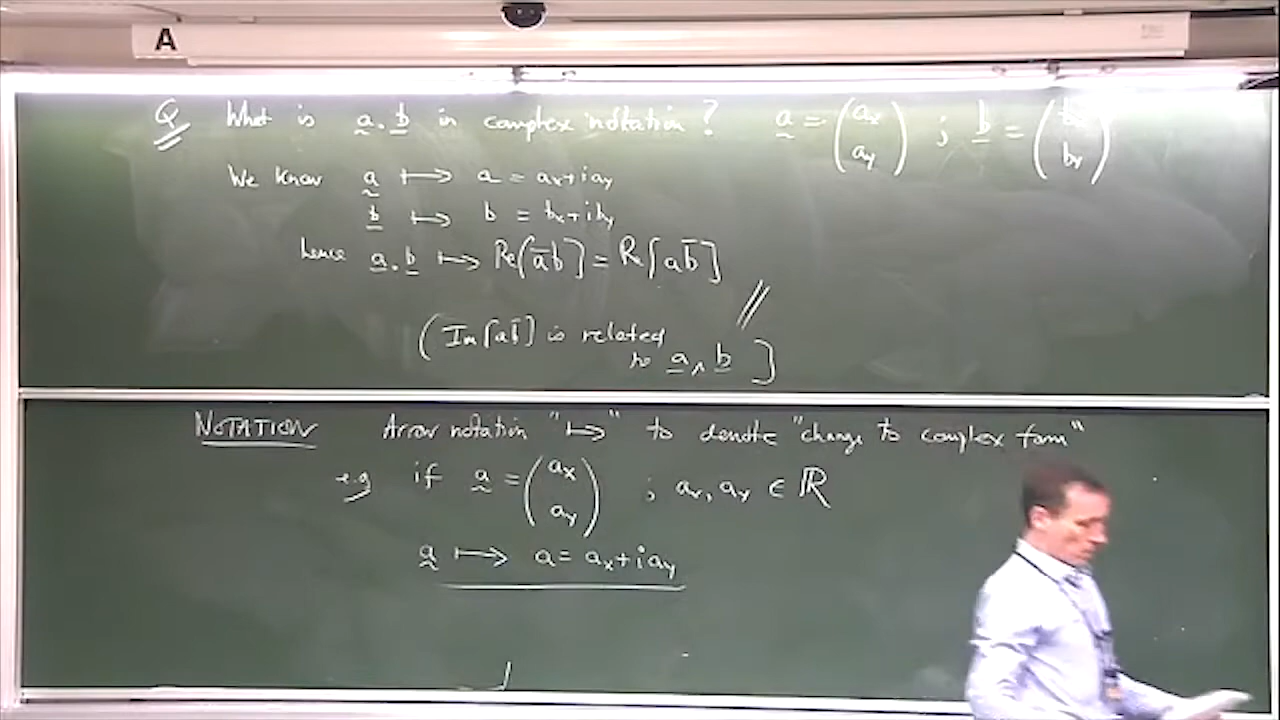 A
Q What is a.b in complex notation? a = (ax ay) ; b = (bx by)
We know a ↦ a = ax+iay
b ↦ b = bx+iby
hence a.b ↦ Re[āb] = Re[ab̄]
(Im[ab̄] is related
to a∧b]
NOTATION Arrow notation "↦" to denote "change to complex form"
e.g if a = (ax ay) ; ax, ay ∈ ℝ
a ↦ a = ax+iay